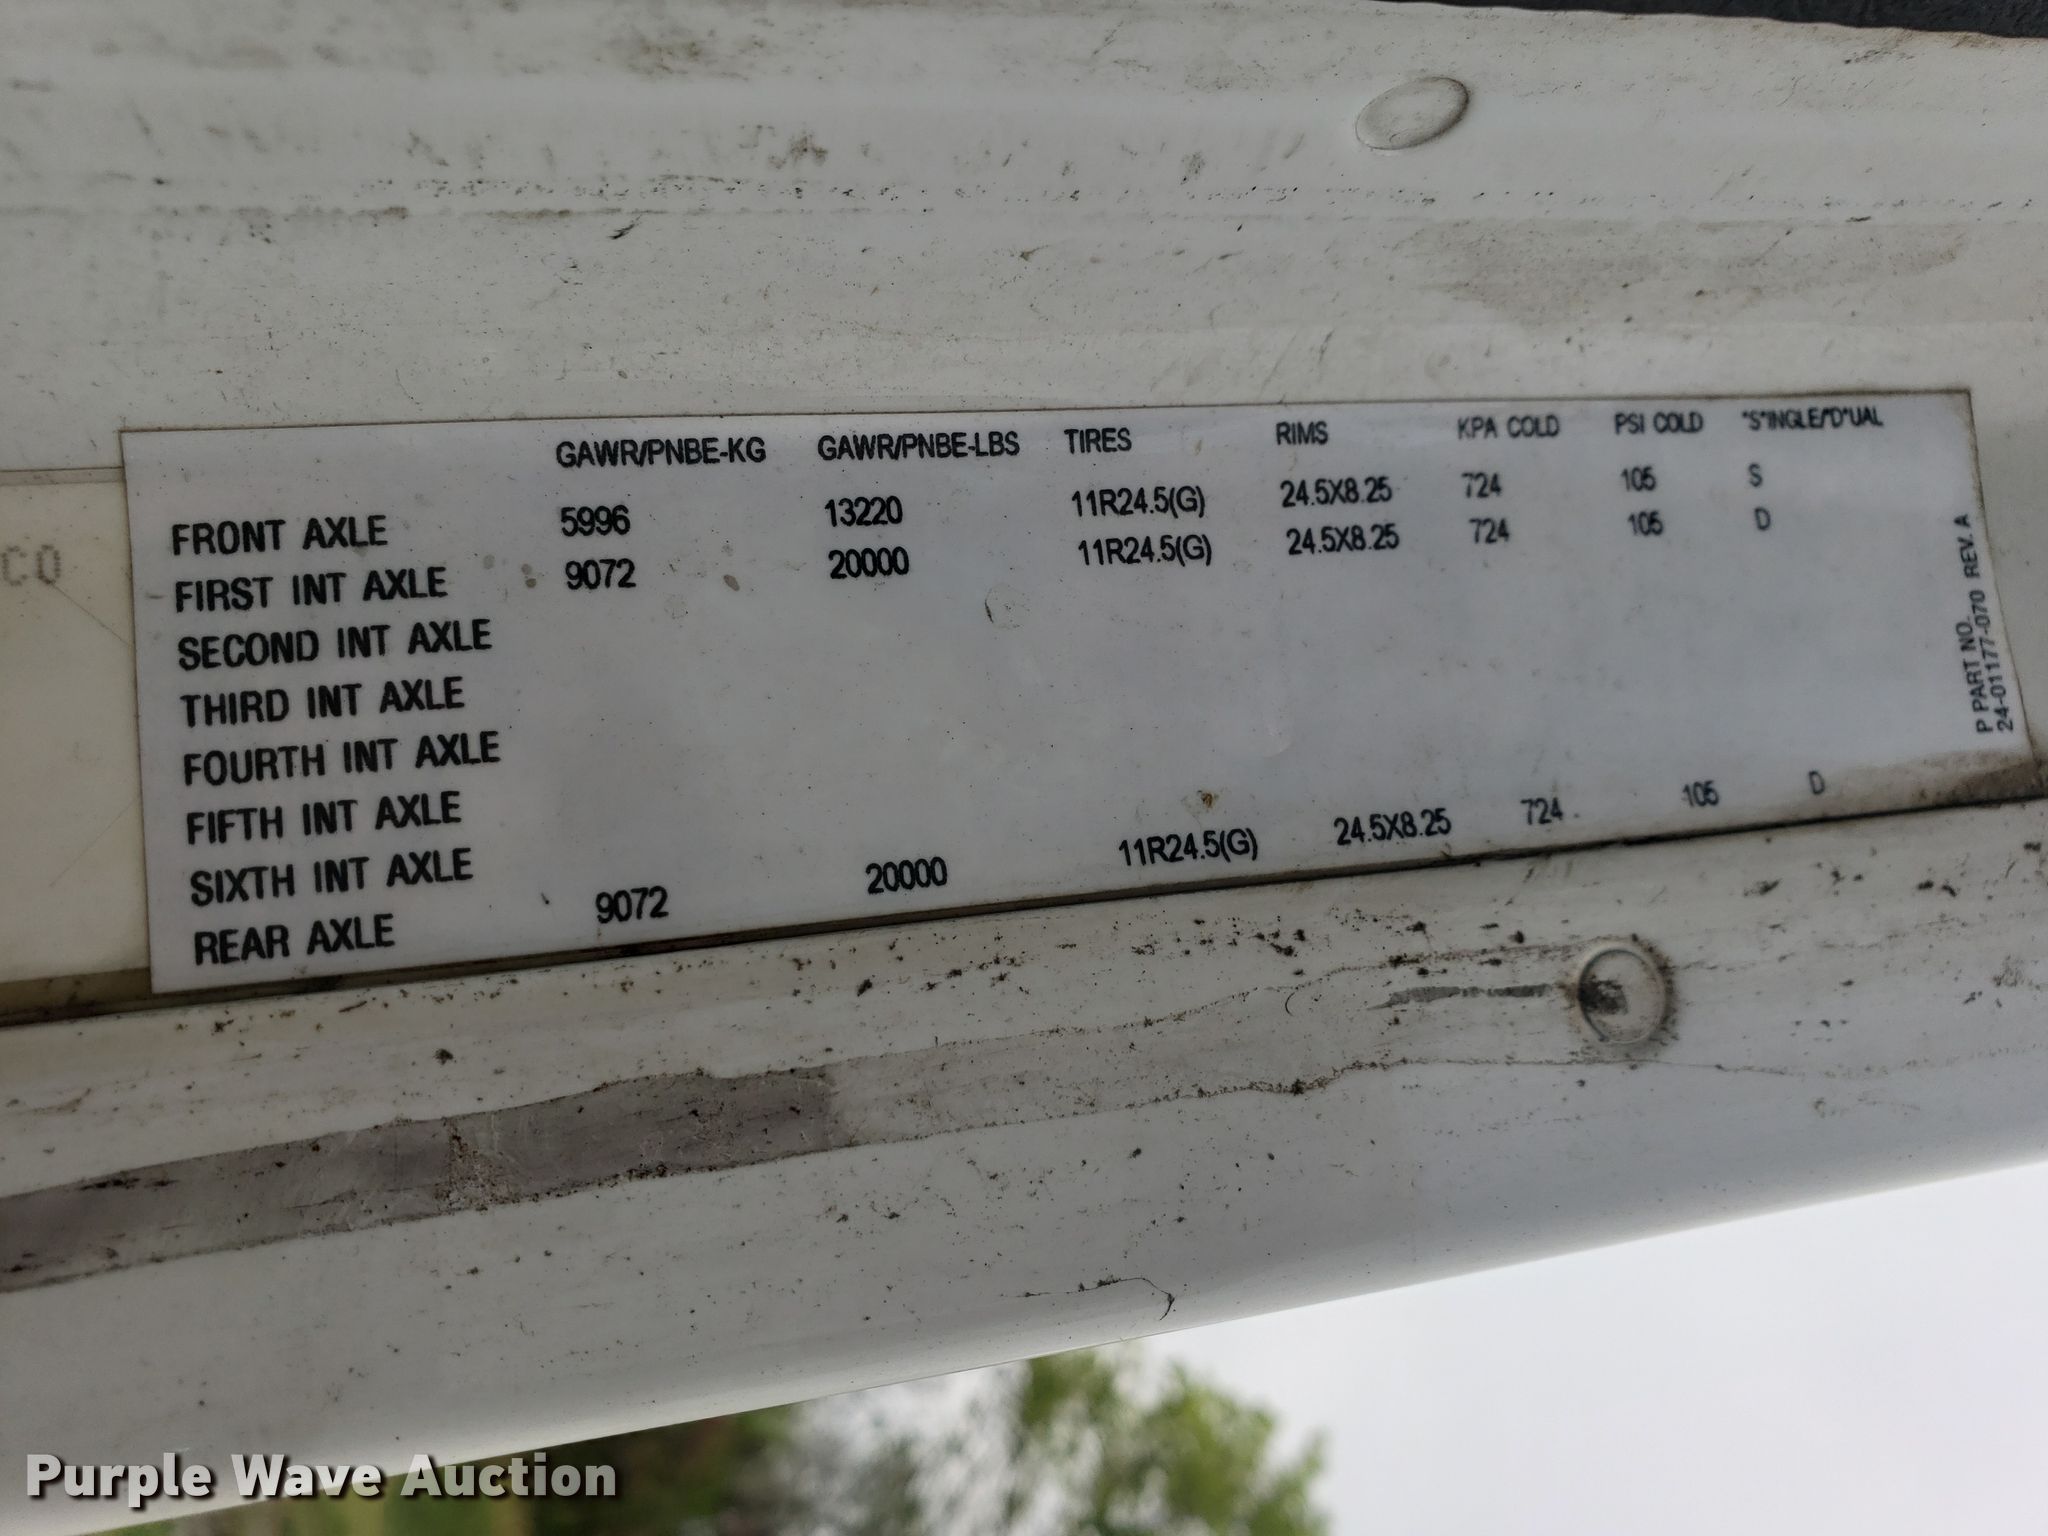 GAWR/PNBE-KG GAWR/PNBE-LBS TIRES RIMS KPA COLD PSI COLD "S"INGLE/"D"UAL
FRONT AXLE 5996 13220 11R24.5(G) 24.5X8.25 724 105 S
FIRST INT AXLE 9072 20000 11R24.5(G) 24.5X8.25 724 105 D
SECOND INT AXLE
THIRD INT AXLE
FOURTH INT AXLE
FIFTH INT AXLE
SIXTH INT AXLE
REAR AXLE 9072 20000 11R24.5(G) 24.5X8.25 724 105 D
P PART NO.
24-01177-070 REV. A
CO
Purple Wave Auction